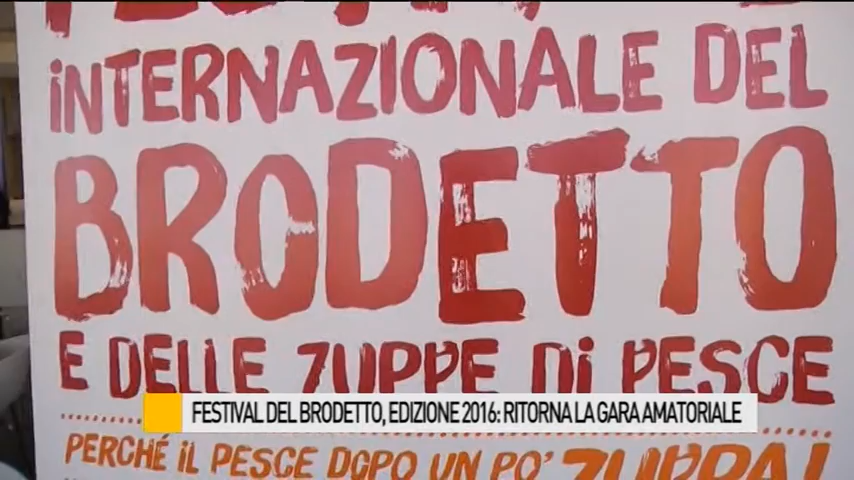 INTERNAZIONALE DEL
BRODETTO
E DELLE ZUPPE DI PESCE
FESTIVAL DEL BRODETTO, EDIZIONE 2016: RITORNA LA GARA AMATORIALE
PERCHÉ IL PESCE DOPO UN PO' ZUPPA!